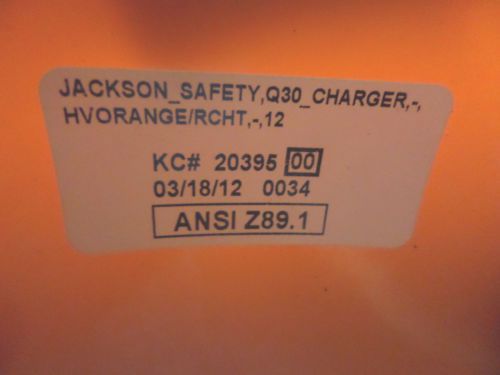 JACKSON_SAFETY,Q30_CHARGER,-,
HVORANGE/RCHT,-,12
KC# 20395 00
03/18/12 0034
ANSI Z89.1